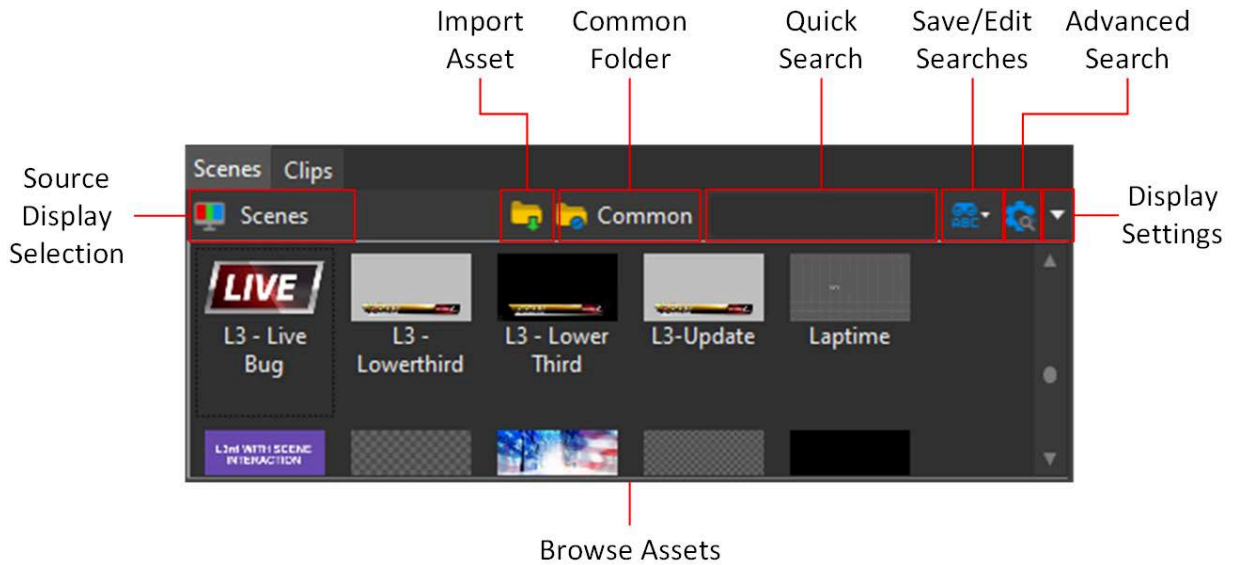 Import Common Quick Save/Edit Advanced
Asset Folder Search Searches Search
Scenes Clips
Source
Display
Selection
Scenes Common
Display
Settings
LIVE
L3 - Live
Bug
L3 -
Lowerthird
L3 - Lower
Third
L3-Update
Laptime
L3rd WITH SCENE
INTERACTION
ABC
Browse Assets